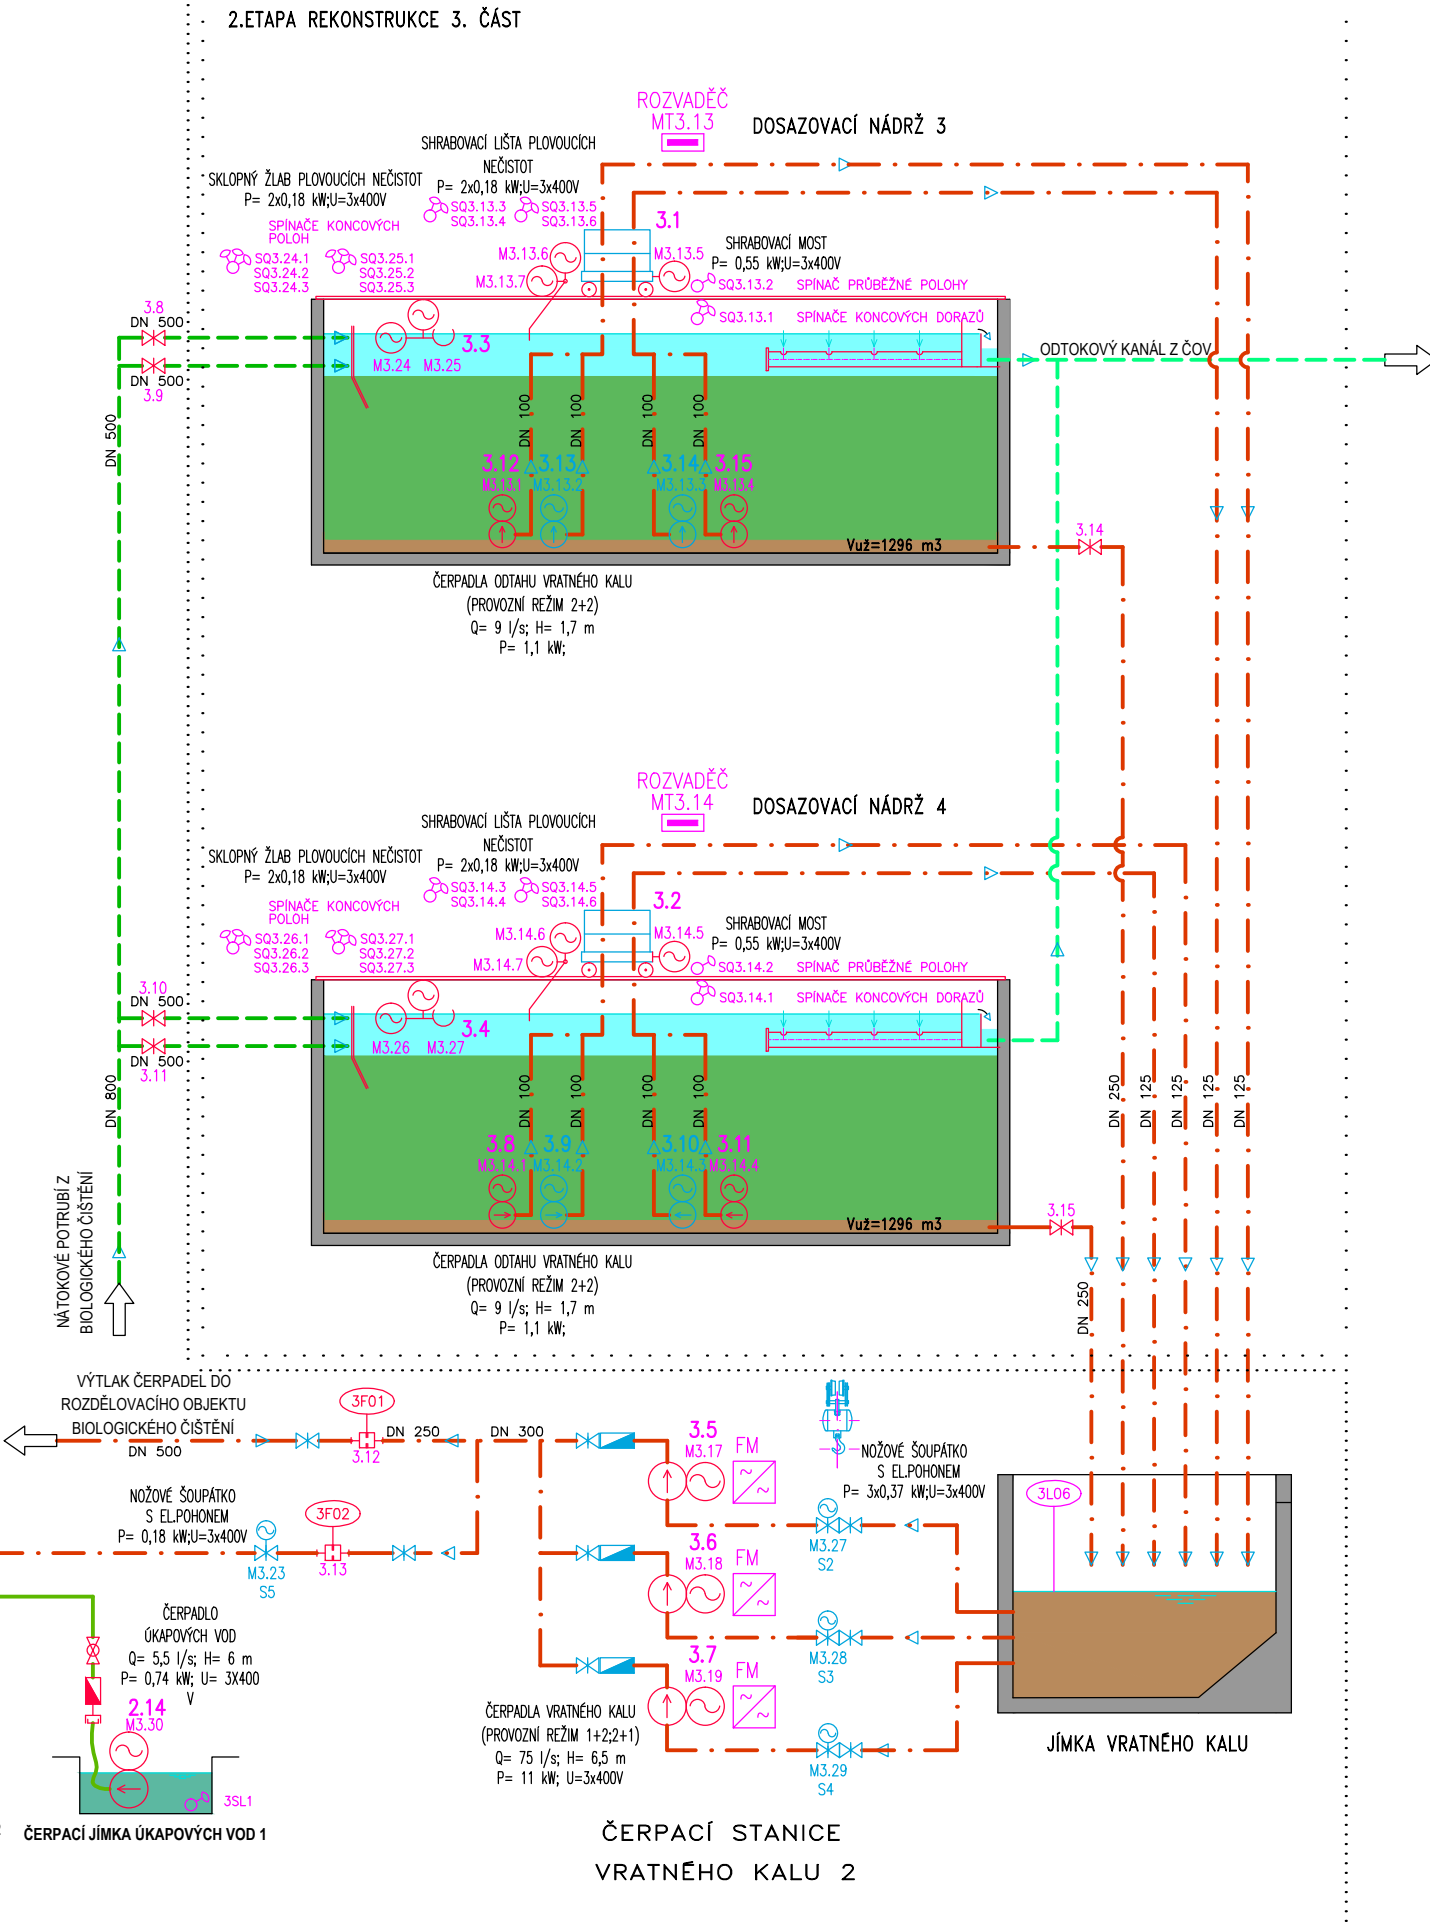 2.ETAPA REKONSTRUKCE 3. ČÁST
ROZVADĚČ
MT3.13
DOSAZOVACÍ NÁDRŽ 3
SHRABOVACÍ LIŠTA PLOVOUCÍCH
NEČISTOT
P= 2x0,18 kW;U=3x400V
SKLOPNÝ ŽLAB PLOVOUCÍCH NEČISTOT
P= 2x0,18 kW;U=3x400V
SQ3.13.3
SQ3.13.4
SQ3.13.5
SQ3.13.6
3.1
SPÍNAČE KONCOVÝCH
POLOH
SQ3.24.1
SQ3.24.2
SQ3.24.3
SQ3.25.1
SQ3.25.2
SQ3.25.3
M3.13.6
M3.13.7
M3.13.5
SHRABOVACÍ MOST
P= 0,55 kW;U=3x400V
SQ3.13.2
SPÍNAČ PRŮBĚŽNÉ POLOHY
SQ3.13.1
SPÍNAČE KONCOVÝCH DORAZŮ
3.8
DN 500
DN 500
3.9
3.3
M3.24
M3.25
ODTOKOVÝ KANÁL Z ČOV
DN 500
DN 100
DN 100
DN 100
DN 100
3.12
3.13
3.14
3.15
M3.13.1
M3.13.2
M3.13.3
M3.13.4
Vuž=1296 m3
3.14
ČERPADLA ODTAHU VRATNÉHO KALU
(PROVOZNÍ REŽIM 2+2)
Q= 9 l/s; H= 1,7 m
P= 1,1 kW;
ROZVADĚČ
MT3.14
DOSAZOVACÍ NÁDRŽ 4
SHRABOVACÍ LIŠTA PLOVOUCÍCH
NEČISTOT
P= 2x0,18 kW;U=3x400V
SKLOPNÝ ŽLAB PLOVOUCÍCH NEČISTOT
P= 2x0,18 kW;U=3x400V
SQ3.14.3
SQ3.14.4
SQ3.14.5
SQ3.14.6
3.2
SPÍNAČE KONCOVÝCH
POLOH
SQ3.26.1
SQ3.26.2
SQ3.26.3
SQ3.27.1
SQ3.27.2
SQ3.27.3
M3.14.6
M3.14.7
M3.14.5
SHRABOVACÍ MOST
P= 0,55 kW;U=3x400V
SQ3.14.2
SPÍNAČ PRŮBĚŽNÉ POLOHY
SQ3.14.1
SPÍNAČE KONCOVÝCH DORAZŮ
3.10
DN 500
DN 500
3.11
3.4
M3.26
M3.27
DN 800
DN 100
DN 100
DN 100
DN 100
DN 250
DN 125
DN 125
DN 125
DN 125
3.8
3.9
3.10
3.11
M3.14.1
M3.14.2
M3.14.3
M3.14.4
Vuž=1296 m3
3.15
DN 250
NÁTOKOVÉ POTRUBÍ Z
BIOLOGICKÉHO ČIŠTĚNÍ
ČERPADLA ODTAHU VRATNÉHO KALU
(PROVOZNÍ REŽIM 2+2)
Q= 9 l/s; H= 1,7 m
P= 1,1 kW;
VÝTLAK ČERPADEL DO
ROZDĚLOVACÍHO OBJEKTU
BIOLOGICKÉHO ČIŠTĚNÍ
DN 500
3F01
3.12
DN 250
DN 300
3.5
M3.17
FM
NOŽOVÉ ŠOUPÁTKO
S EL.POHONEM
P= 3x0,37 kW;U=3x400V
3L06
NOŽOVÉ ŠOUPÁTKO
S EL.POHONEM
P= 0,18 kW;U=3x400V
3F02
3.13
M3.23
S5
3.6
M3.18
FM
M3.27
S2
ČERPADLO
ÚKAPOVÝCH VOD
Q= 5,5 l/s; H= 6 m
P= 0,74 kW; U= 3X400
V
2.14
M3.30
3.7
M3.19
FM
M3.28
S3
ČERPADLA VRATNÉHO KALU
(PROVOZNÍ REŽIM 1+2;2+1)
Q= 75 l/s; H= 6,5 m
P= 11 kW; U=3x400V
M3.29
S4
JÍMKA VRATNÉHO KALU
3SL1
ČERPACÍ JÍMKA ÚKAPOVÝCH VOD 1
ČERPACÍ STANICE
VRATNÉHO KALU 2